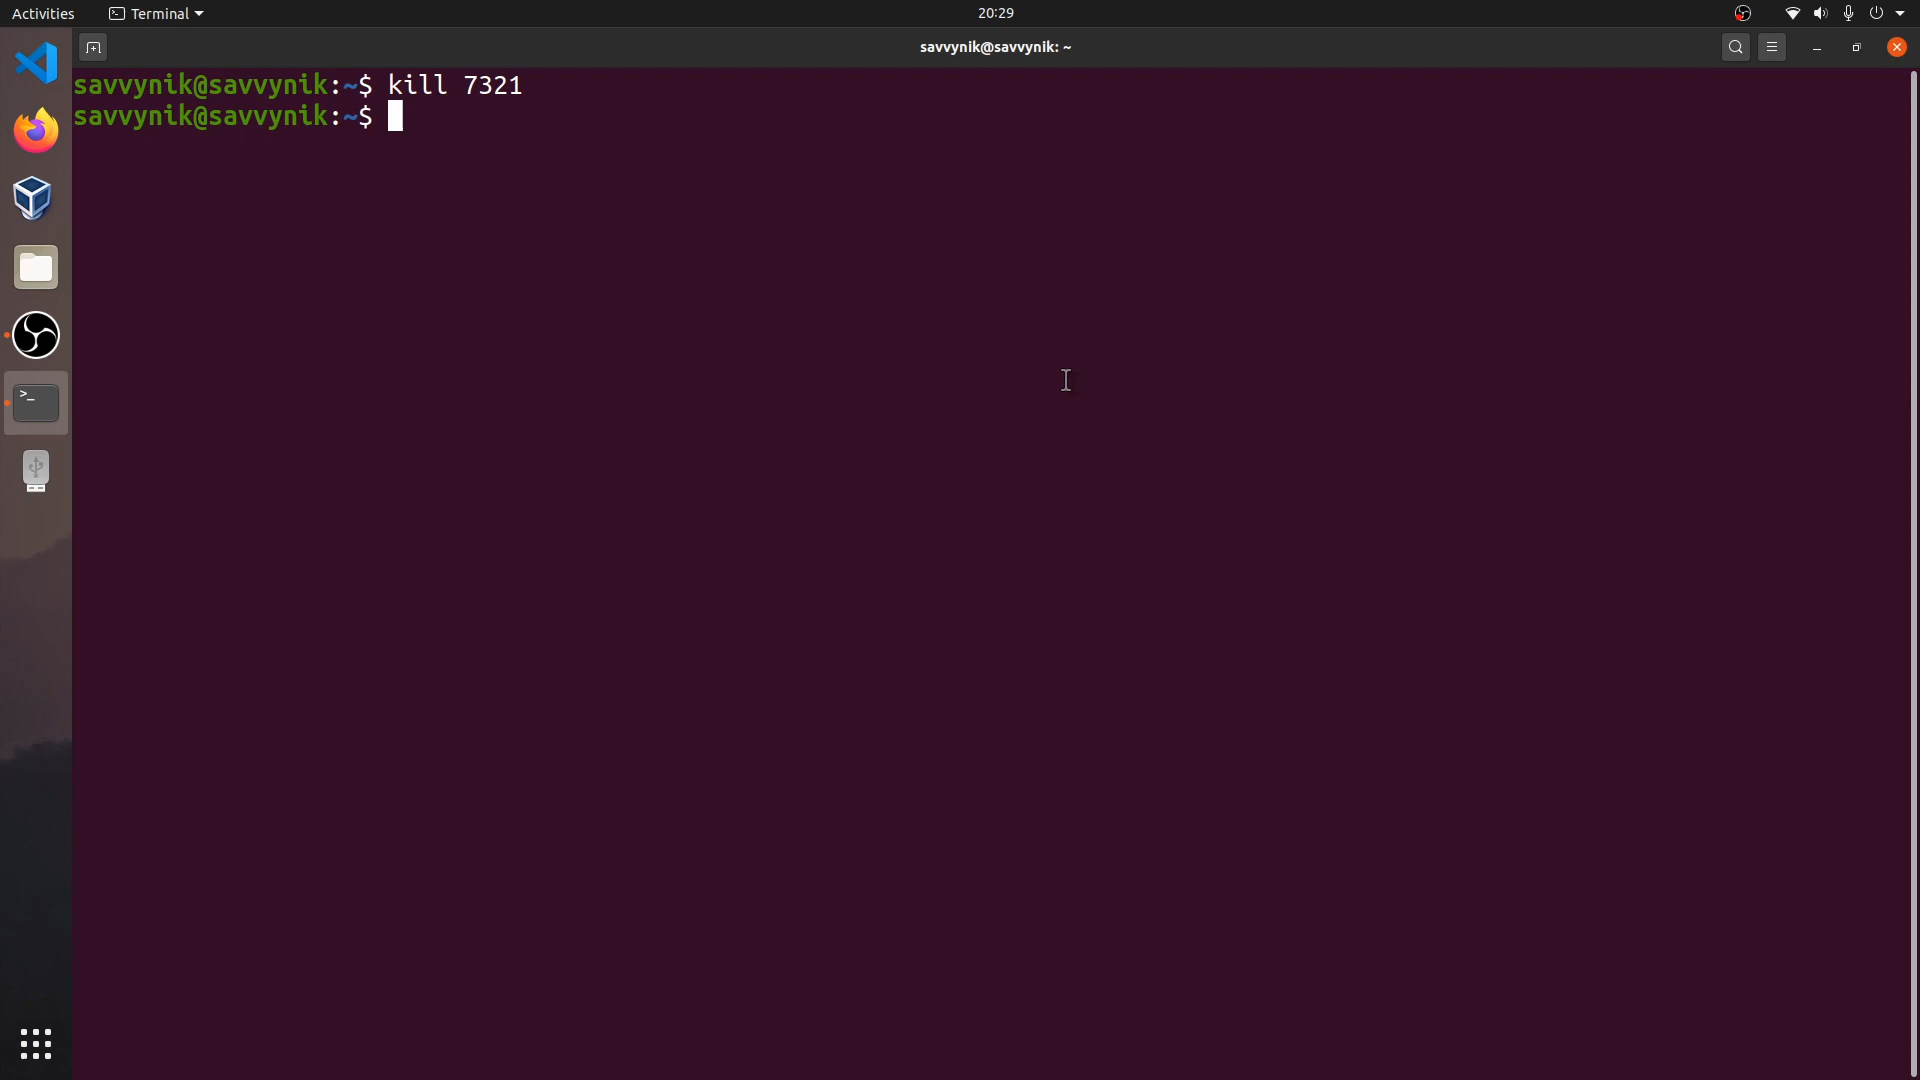 Activities
Terminal
20:29
savvynik@savvynik: ~
savvynik@savvynik:~$ kill 7321
savvynik@savvynik:~$
>_